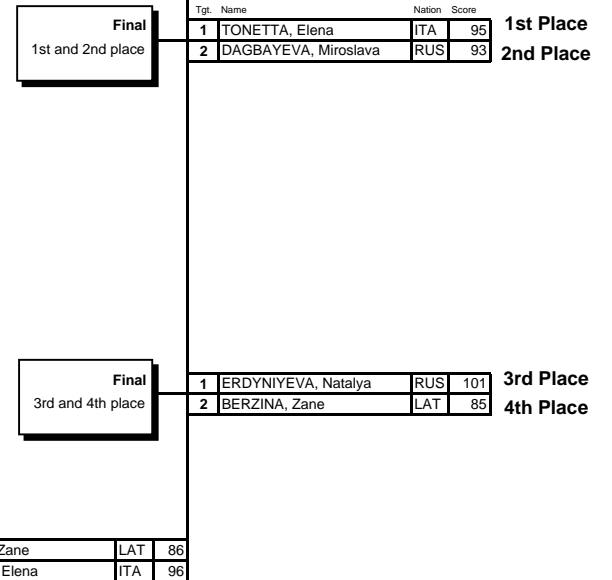 Tgt. Name Nation Score
Final
1 TONETTA, Elena ITA 95 1st Place
1st and 2nd place
2 DAGBAYEVA, Miroslava RUS 93 2nd Place
Final
1 ERDYNIYEVA, Natalya RUS 101 3rd Place
3rd and 4th place
2 BERZINA, Zane LAT 85 4th Place
Zane LAT 86
Elena ITA 96